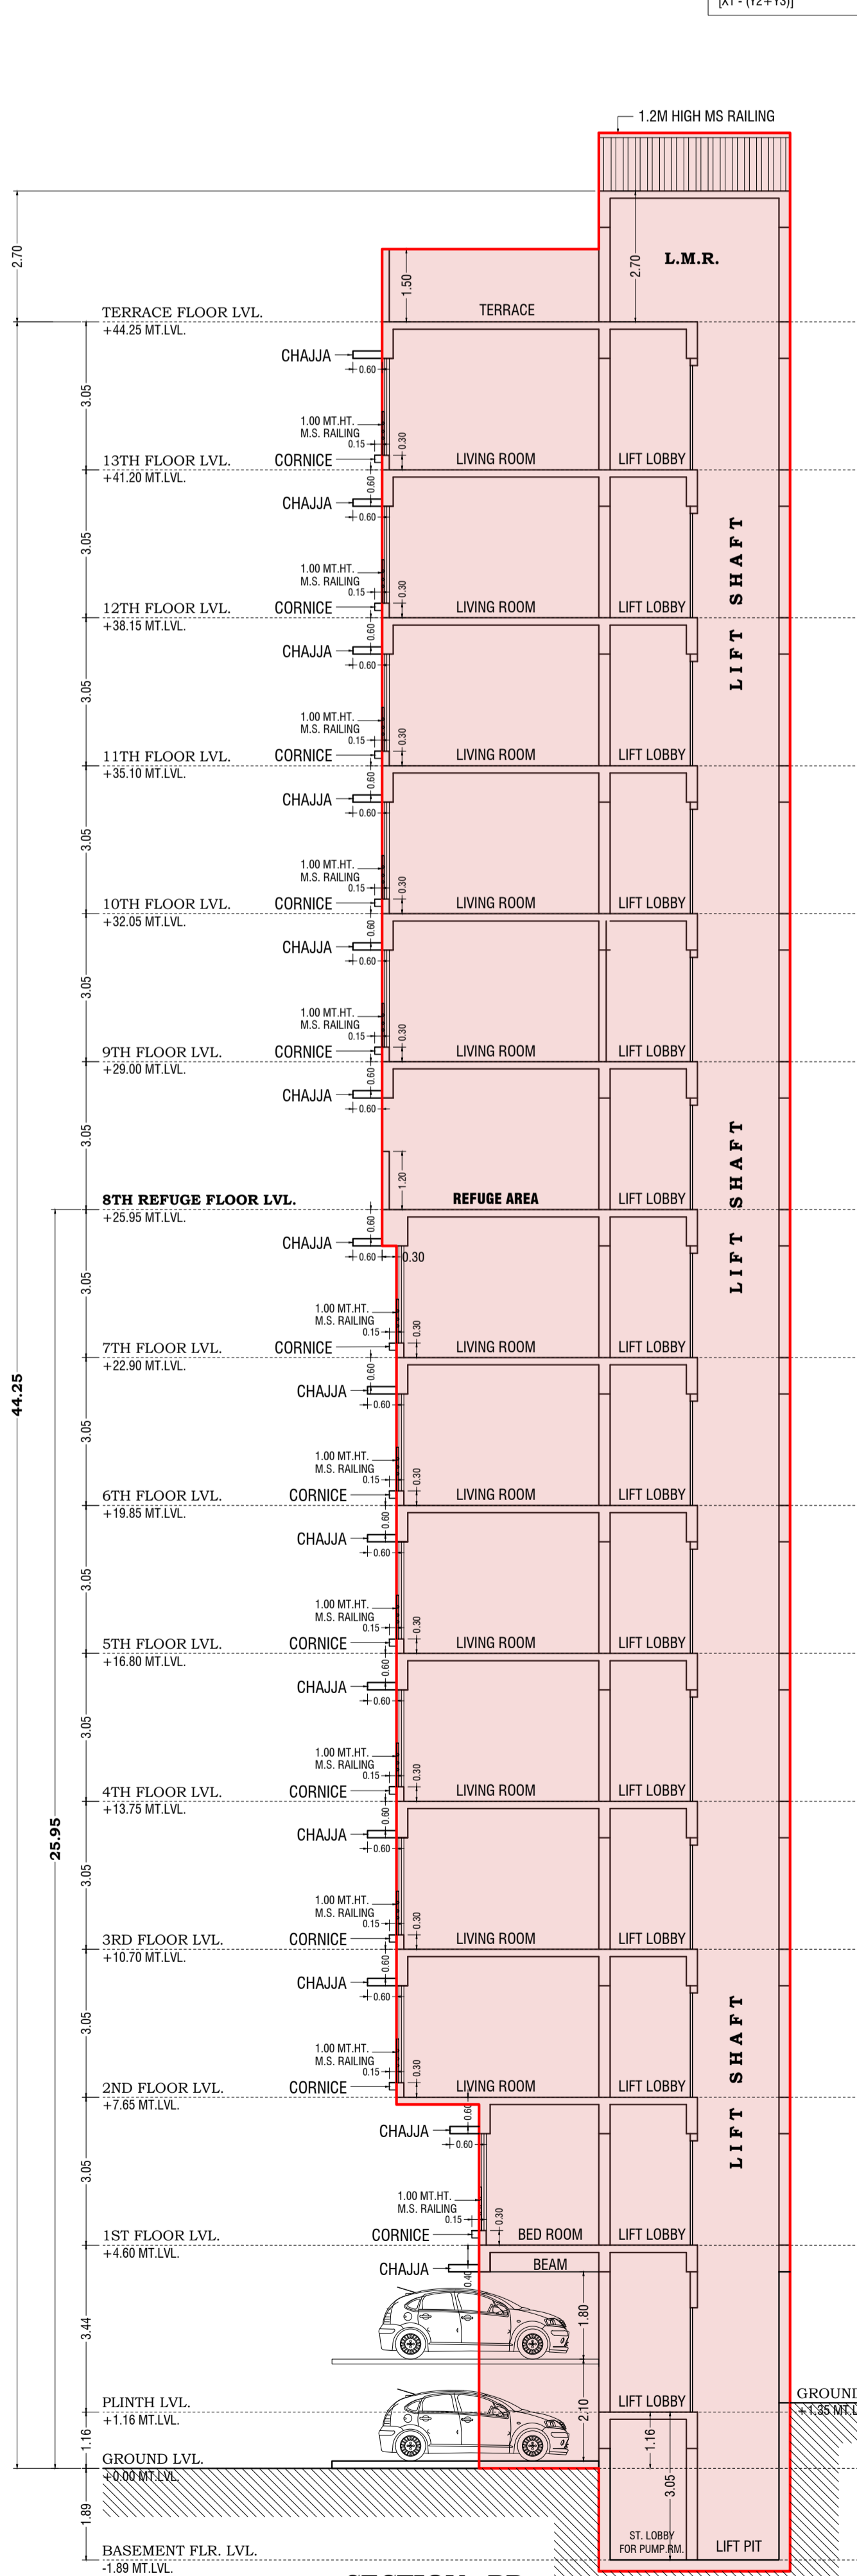 [X1 - (Y2+Y3)]
1.2M HIGH MS RAILING
2.70
L.M.R.
2.70
1.50
TERRACE FLOOR LVL.
TERRACE
+44.25 MT.LVL.
CHAJJA
0.60
3.05
1.00 MT.HT.
M.S. RAILING
0.15
0.30
13TH FLOOR LVL.
CORNICE
LIVING ROOM
LIFT LOBBY
+41.20 MT.LVL.
0.60
CHAJJA
0.60
3.05
LIFT SHAFT
1.00 MT.HT.
M.S. RAILING
0.15
0.30
12TH FLOOR LVL.
CORNICE
LIVING ROOM
LIFT LOBBY
+38.15 MT.LVL.
0.60
CHAJJA
0.60
3.05
1.00 MT.HT.
M.S. RAILING
0.15
0.30
11TH FLOOR LVL.
CORNICE
LIVING ROOM
LIFT LOBBY
+35.10 MT.LVL.
0.60
CHAJJA
0.60
3.05
1.00 MT.HT.
M.S. RAILING
0.15
0.30
10TH FLOOR LVL.
CORNICE
LIVING ROOM
LIFT LOBBY
+32.05 MT.LVL.
0.60
CHAJJA
0.60
3.05
1.00 MT.HT.
M.S. RAILING
0.15
0.30
9TH FLOOR LVL.
CORNICE
LIVING ROOM
LIFT LOBBY
+29.00 MT.LVL.
0.60
CHAJJA
0.60
3.05
LIFT SHAFT
1.20
8TH REFUGE FLOOR LVL.
REFUGE AREA
LIFT LOBBY
+25.95 MT.LVL.
0.60
CHAJJA
0.60
0.30
3.05
LIFT
1.00 MT.HT.
M.S. RAILING
0.15
0.30
7TH FLOOR LVL.
CORNICE
LIVING ROOM
LIFT LOBBY
+22.90 MT.LVL.
0.60
CHAJJA
0.60
44.25
3.05
1.00 MT.HT.
M.S. RAILING
0.15
0.30
6TH FLOOR LVL.
CORNICE
LIVING ROOM
LIFT LOBBY
+19.85 MT.LVL.
0.60
CHAJJA
0.60
3.05
1.00 MT.HT.
M.S. RAILING
0.15
0.30
5TH FLOOR LVL.
CORNICE
LIVING ROOM
LIFT LOBBY
+16.80 MT.LVL.
0.60
CHAJJA
0.60
3.05
1.00 MT.HT.
M.S. RAILING
0.15
0.30
4TH FLOOR LVL.
CORNICE
LIVING ROOM
LIFT LOBBY
+13.75 MT.LVL.
0.60
CHAJJA
0.60
25.95
3.05
1.00 MT.HT.
M.S. RAILING
0.15
0.30
3RD FLOOR LVL.
CORNICE
LIVING ROOM
LIFT LOBBY
+10.70 MT.LVL.
0.60
CHAJJA
0.60
3.05
LIFT SHAFT
1.00 MT.HT.
M.S. RAILING
0.15
0.30
2ND FLOOR LVL.
CORNICE
LIVING ROOM
LIFT LOBBY
+7.65 MT.LVL.
0.60
CHAJJA
0.60
3.05
1.00 MT.HT.
M.S. RAILING
0.15
0.30
1ST FLOOR LVL.
CORNICE
BED ROOM
LIFT LOBBY
+4.60 MT.LVL.
BEAM
CHAJJA
0.40
1.80
3.44
2.10
PLINTH LVL.
LIFT LOBBY
GROUND
+1.16 MT.LVL.
+1.35 MT.L
1.16
1.16
GROUND LVL.
+0.00 MT.LVL.
3.05
1.89
ST. LOBBY
FOR PUMP.RM.
LIFT PIT
BASEMENT FLR. LVL.
-1.89 MT.LVL.